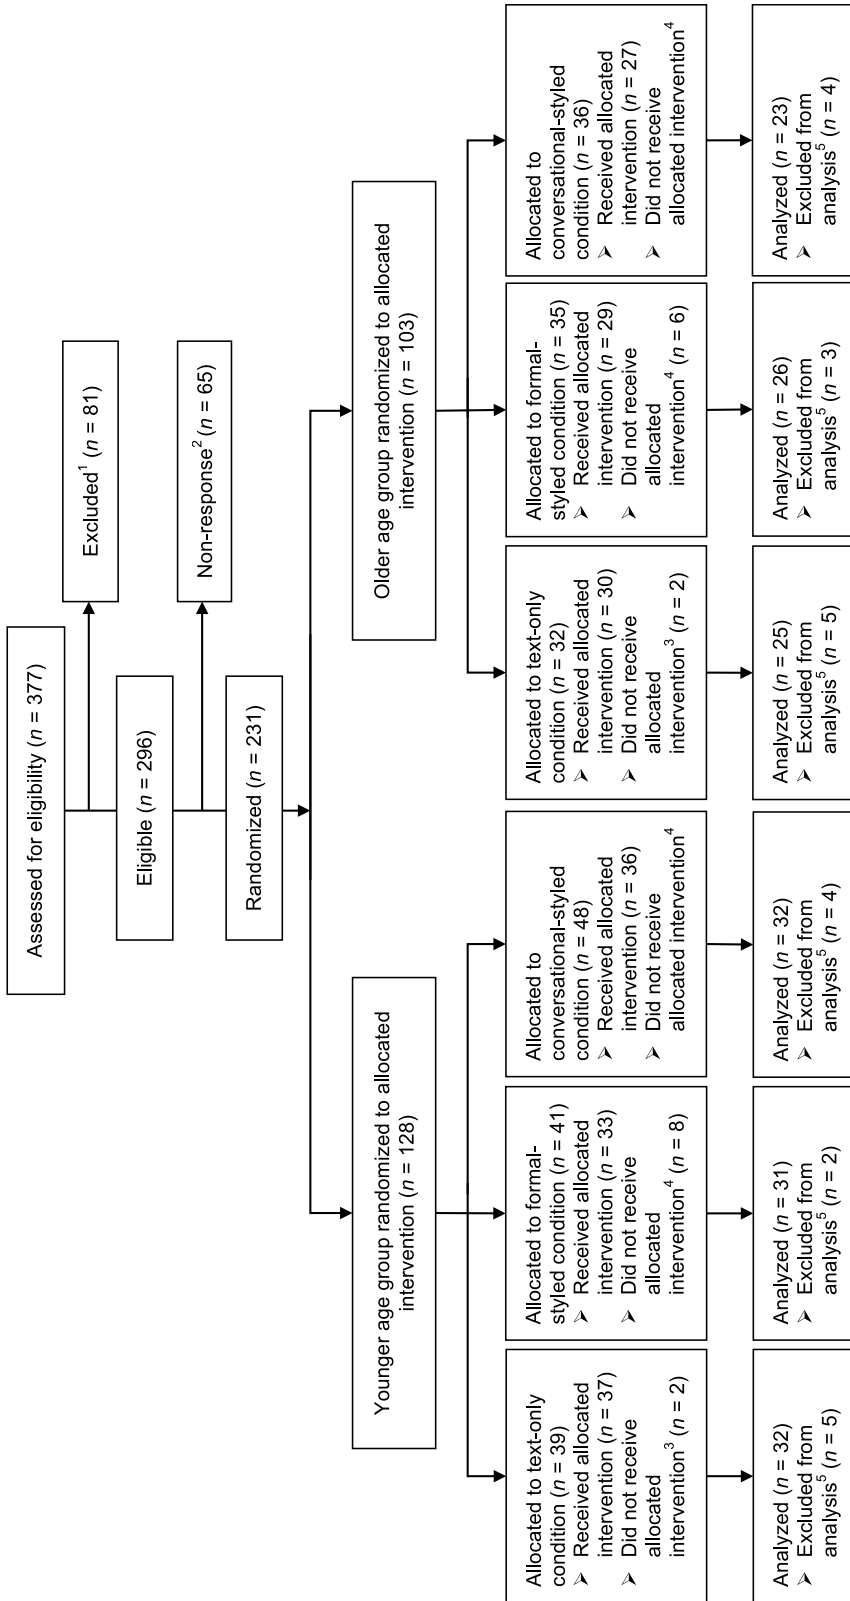 Assessed for eligibility (n = 377)
Excluded1 (n = 81)
Eligible (n = 296)
Non-response2 (n = 65)
Randomized (n = 231)
Younger age group randomized to allocated
intervention (n = 128)
Older age group randomized to allocated
intervention (n = 103)
Allocated to text-only
condition (n = 39)
➢ Received allocated
intervention (n = 37)
➢ Did not receive
allocated
intervention3 (n = 2)
Allocated to formal-
styled condition (n = 41)
➢ Received allocated
intervention (n = 33)
➢ Did not receive
allocated
intervention4 (n = 8)
Allocated to
conversational-styled
condition (n = 48)
➢ Received allocated
intervention (n = 36)
➢ Did not receive
allocated intervention4
Allocated to text-only
condition (n = 32)
➢ Received allocated
intervention (n = 30)
➢ Did not receive
allocated
intervention3 (n = 2)
Allocated to formal-
styled condition (n = 35)
➢ Received allocated
intervention (n = 29)
➢ Did not receive
allocated
intervention4 (n = 6)
Allocated to
conversational-styled
condition (n = 36)
➢ Received allocated
intervention (n = 27)
➢ Did not receive
allocated intervention4
Analyzed (n = 32)
➢ Excluded from
analysis5 (n = 5)
Analyzed (n = 31)
➢ Excluded from
analysis5 (n = 2)
Analyzed (n = 32)
➢ Excluded from
analysis5 (n = 4)
Analyzed (n = 25)
➢ Excluded from
analysis5 (n = 5)
Analyzed (n = 26)
➢ Excluded from
analysis5 (n = 3)
Analyzed (n = 23)
➢ Excluded from
analysis5 (n = 4)